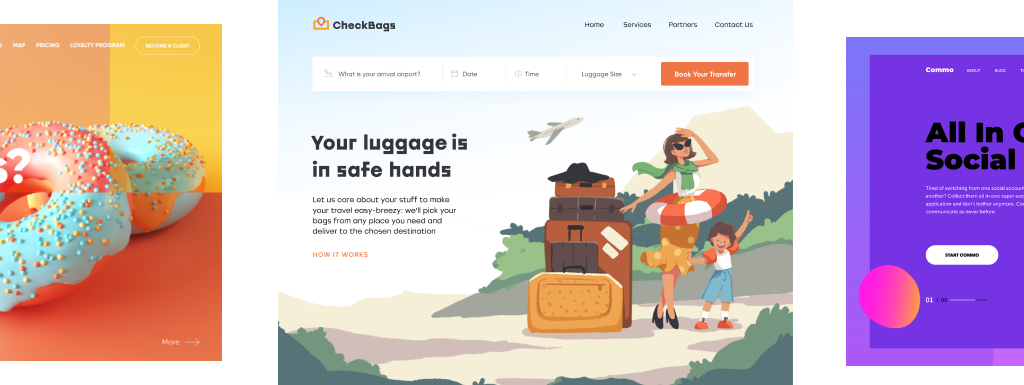 MAP PRICING LOYALTY PROGRAM BECOME A CLIENT
s?
More
CheckBags
Home Services Partners Contact Us
What is your arrival airport? Date Time Luggage Size Book Your Transfer
Your luggage is
in safe hands
Let us care about your stuff to make
your travel easy-breezy: we'll pick your
bags from any place you need and
deliver to the chosen destination
HOW IT WORKS
Commo ABOUT BLOG
All In
Social
Tired of switching from one social
another? Collect them all in one super
application and don't bother anymore.
communicate as never before.
START COMMO
01 / 05